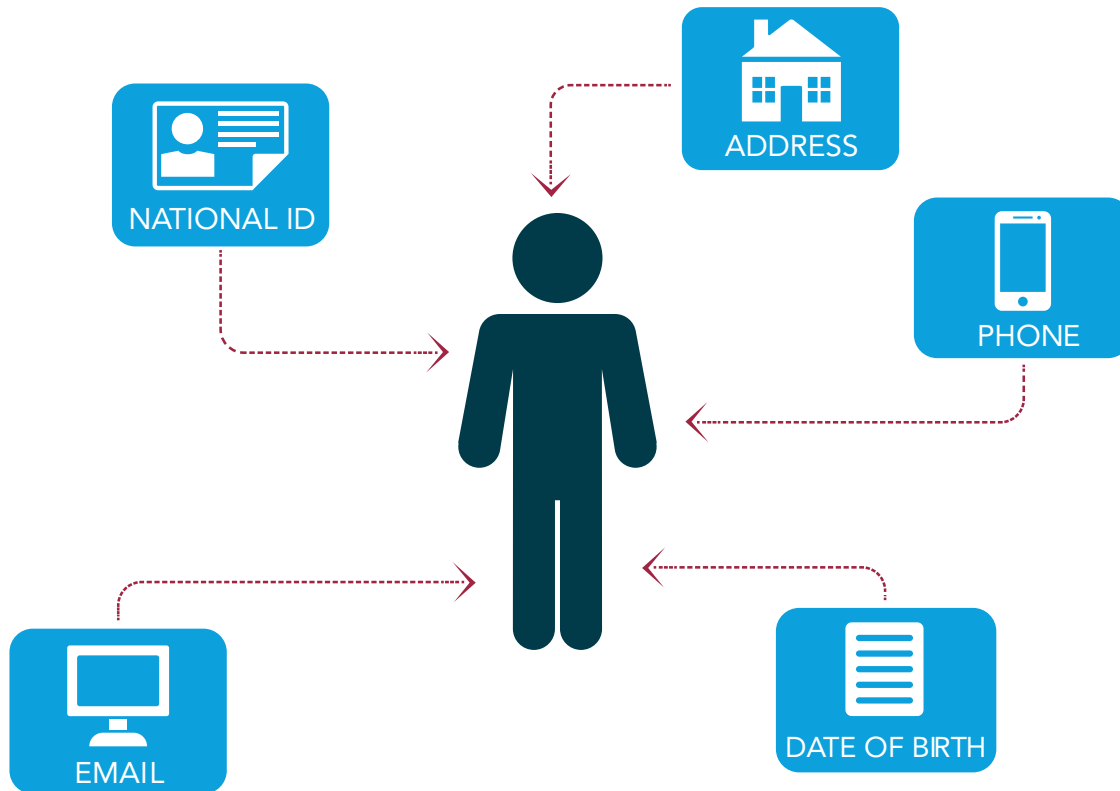 ADDRESS
NATIONAL ID
PHONE
DATE OF BIRTH
EMAIL